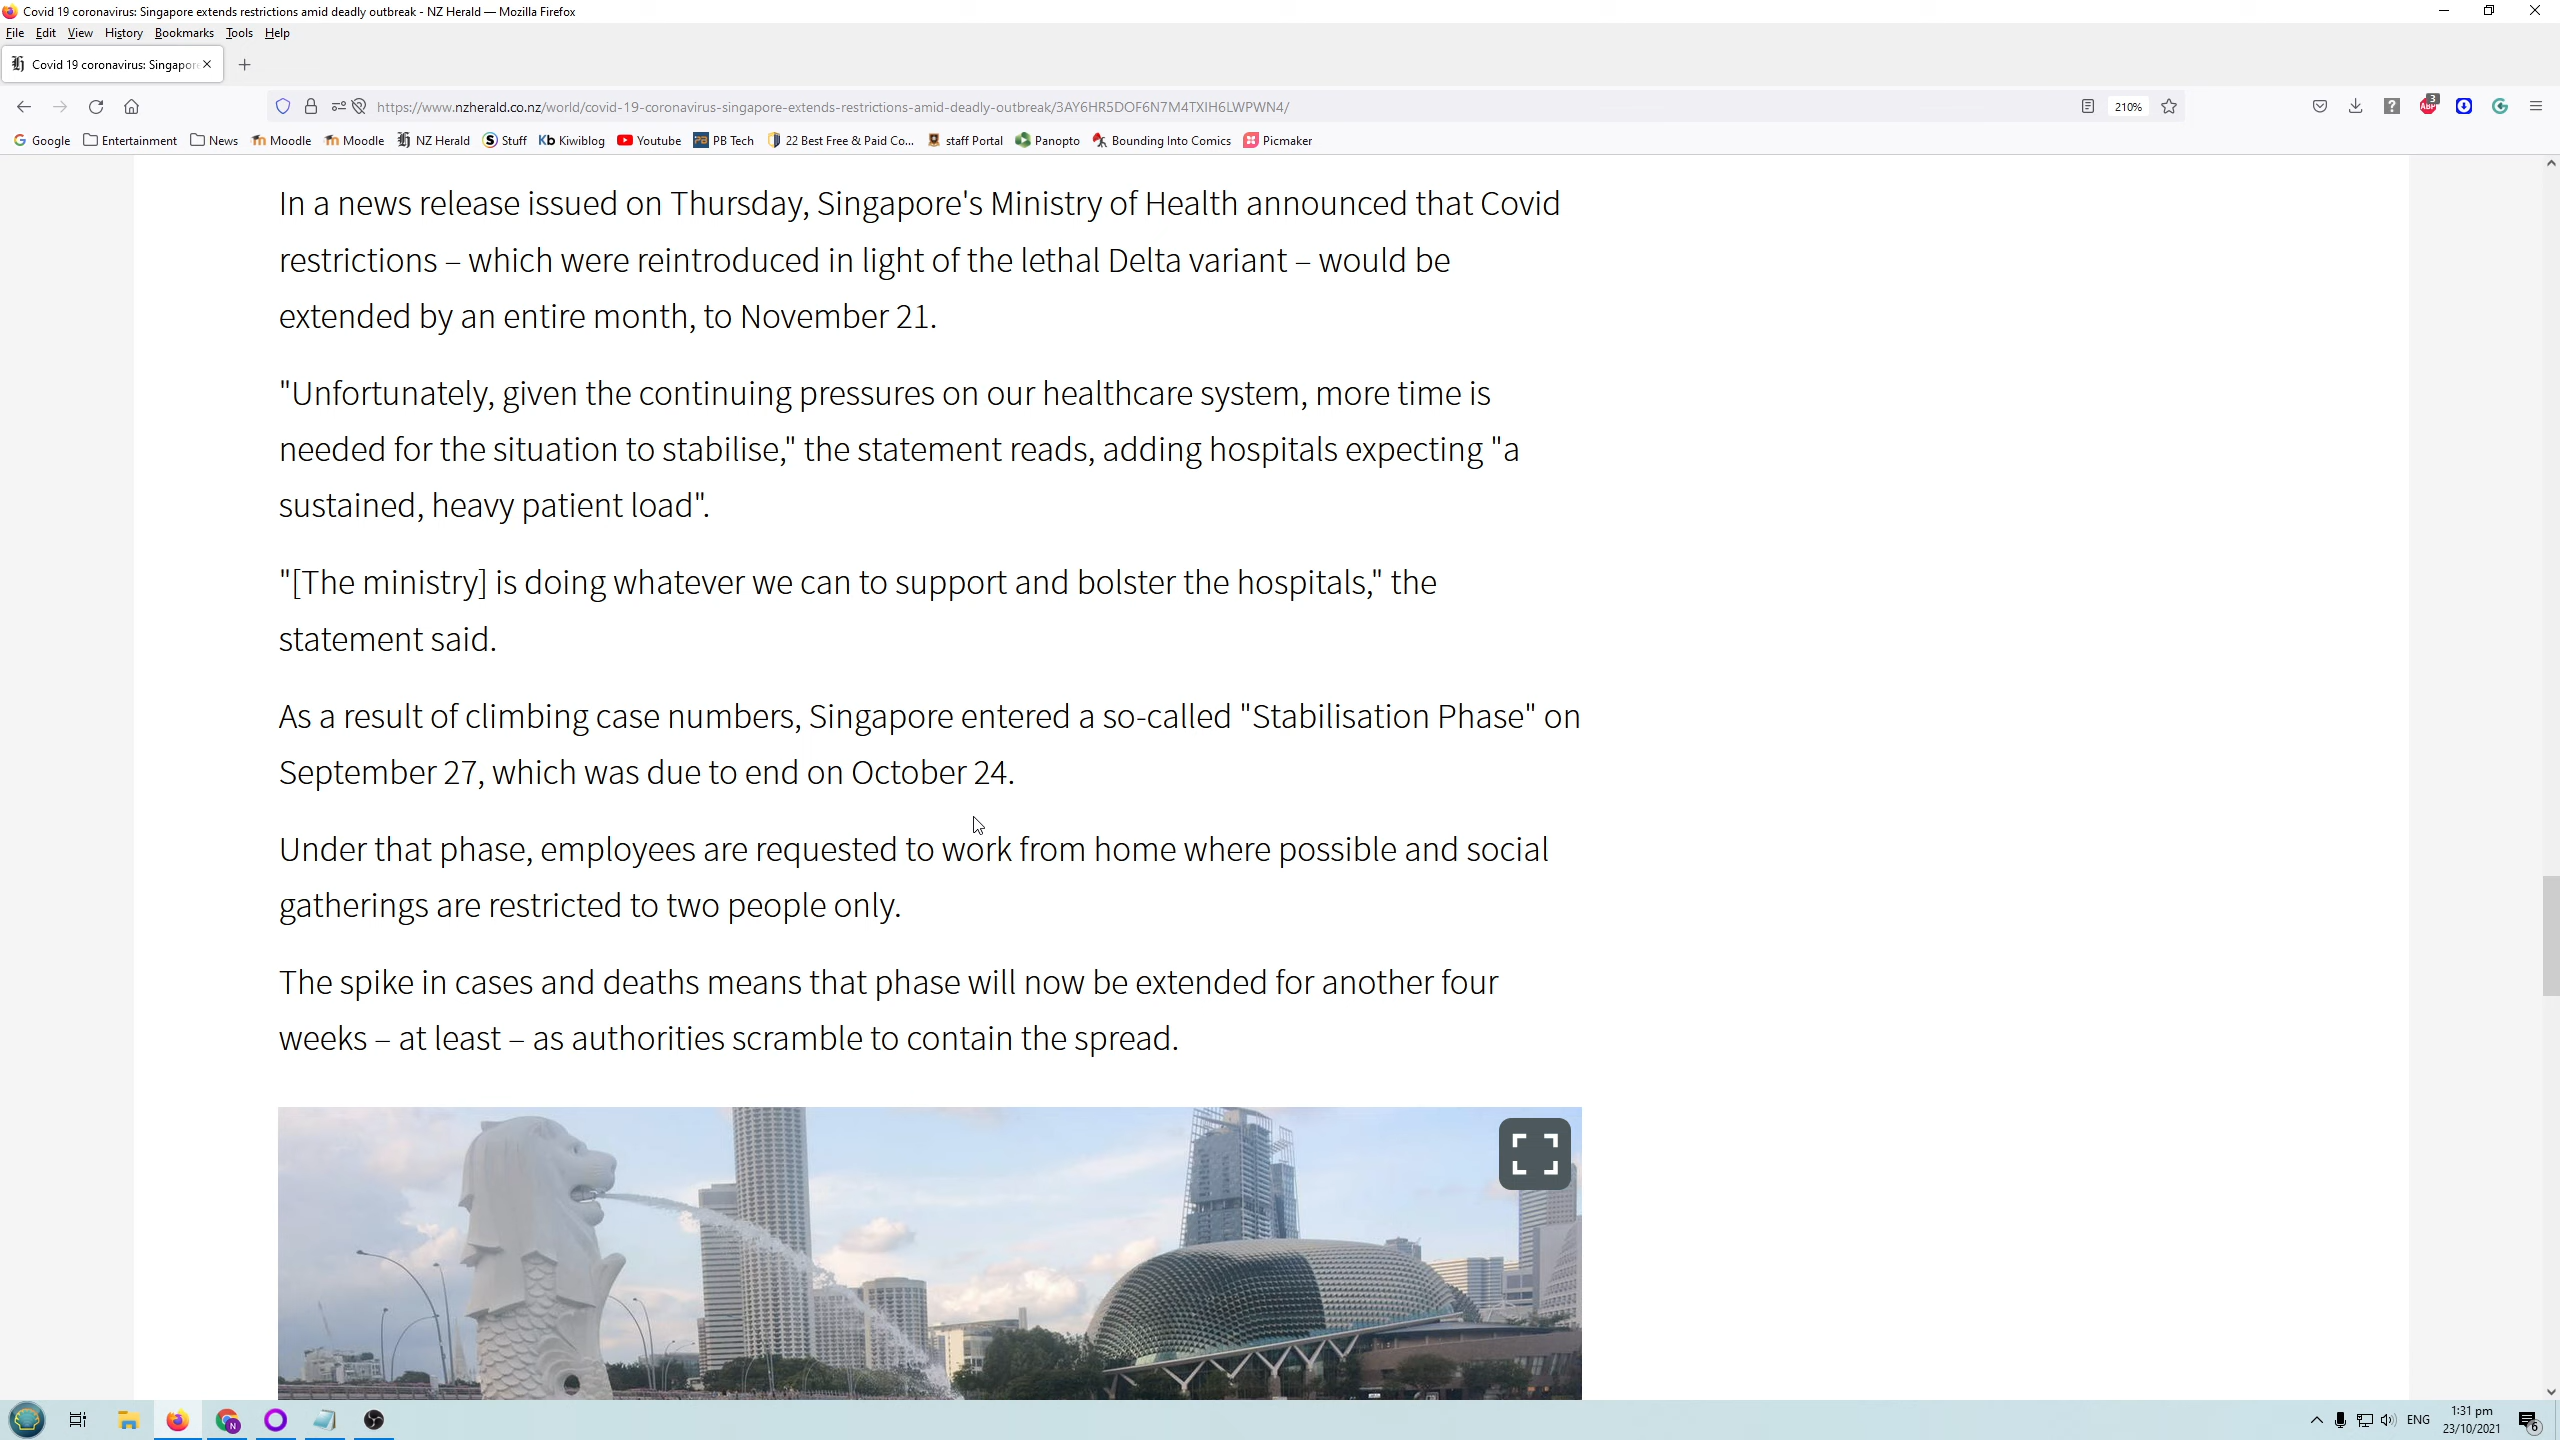 Covid 19 coronavirus: Singapore extends restrictions amid deadly outbreak - NZ Herald — Mozilla Firefox
File Edit View History Bookmarks Tools Help
Covid 19 coronavirus: Singapore
https://www.nzherald.co.nz/world/covid-19-coronavirus-singapore-extends-restrictions-amid-deadly-outbreak/3AY6HR5DOF6N7M4TXIH6LWPWN4/ 210% ABP 3
Google Entertainment News Moodle Moodle NZ Herald Stuff Kb Kiwiblog Youtube PB Tech 22 Best Free & Paid Co... staff Portal Panopto Bounding Into Comics Picmaker
In a news release issued on Thursday, Singapore's Ministry of Health announced that Covid
restrictions – which were reintroduced in light of the lethal Delta variant – would be
extended by an entire month, to November 21.
"Unfortunately, given the continuing pressures on our healthcare system, more time is
needed for the situation to stabilise," the statement reads, adding hospitals expecting "a
sustained, heavy patient load".
"[The ministry] is doing whatever we can to support and bolster the hospitals," the
statement said.
As a result of climbing case numbers, Singapore entered a so-called "Stabilisation Phase" on
September 27, which was due to end on October 24.
Under that phase, employees are requested to work from home where possible and social
gatherings are restricted to two people only.
The spike in cases and deaths means that phase will now be extended for another four
weeks – at least – as authorities scramble to contain the spread.
ENG
1:31 pm
23/10/2021
6